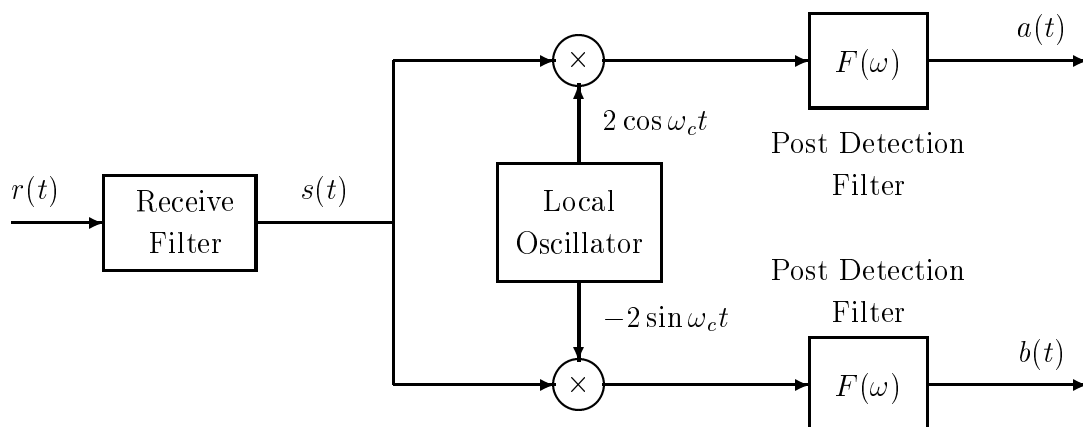 a(t)
×
F(ω)
2 cos ω_c t
Post Detection
Filter
r(t)
Receive
Filter
s(t)
Local
Oscillator
Post Detection
Filter
−2 sin ω_c t
b(t)
×
F(ω)